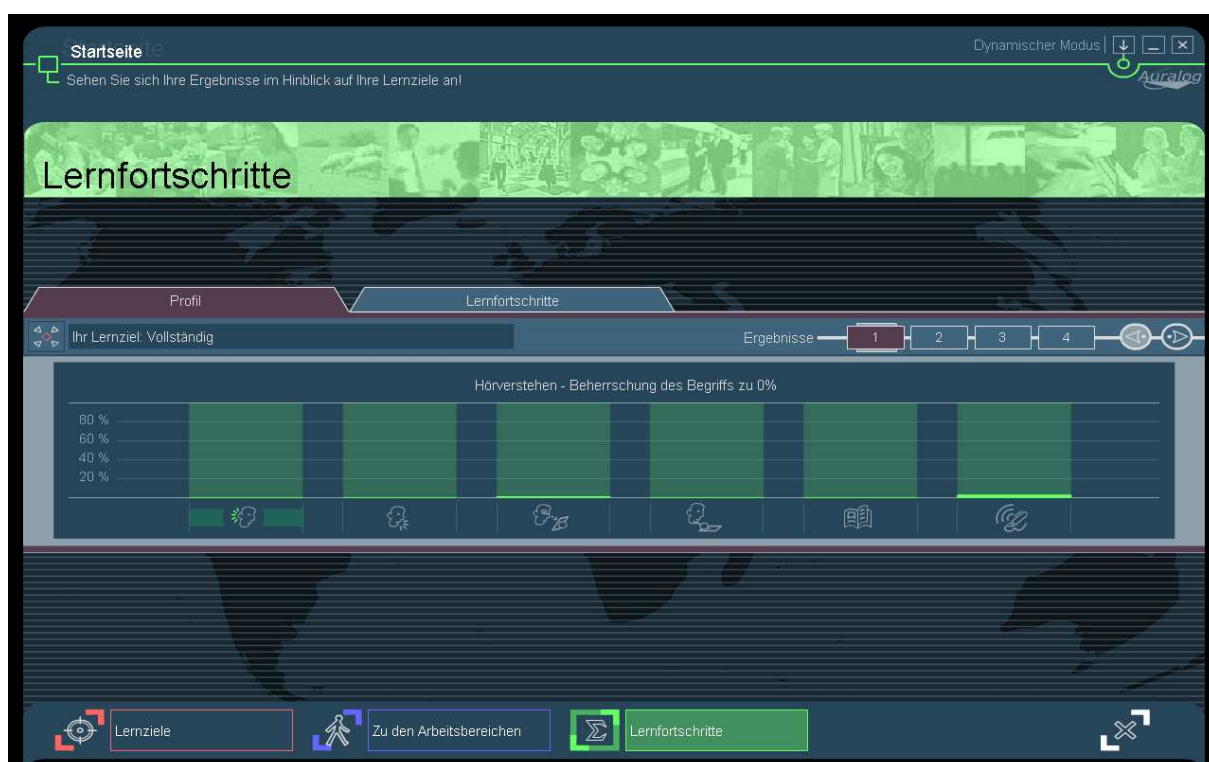 Startseite
Dynamischer Modus
Sehen Sie sich Ihre Ergebnisse im Hinblick auf Ihre Lernziele an!
Auralog
Lernfortschritte
Profil
Lernfortschritte
Ihr Lernziel: Vollständig
Ergebnisse 1 2 3 4
Hörverstehen - Beherrschung des Begriffs zu 0%
80 %
60 %
40 %
20 %
Lernziele
Zu den Arbeitsbereichen
Σ Lernfortschritte